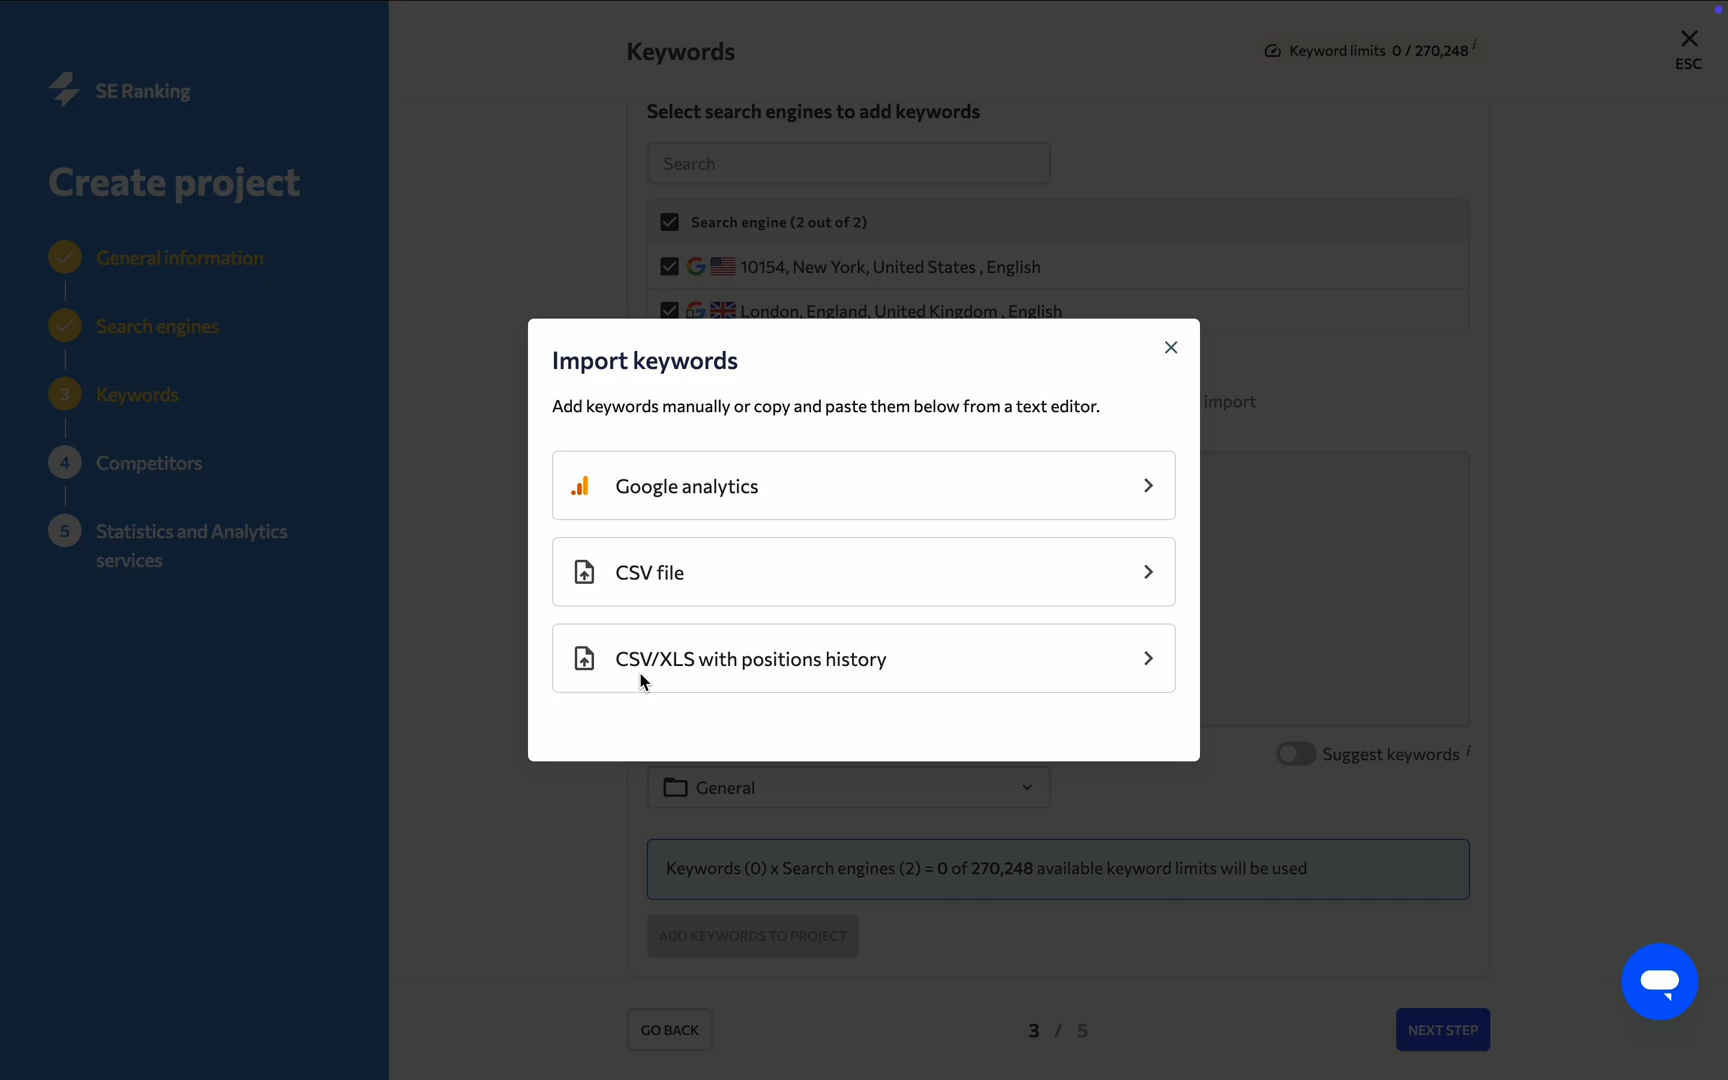 SE Ranking
Create project
General information
Search engines
3 Keywords
4 Competitors
5 Statistics and Analytics
services
Keywords
Keyword limits 0 / 270,248 i
ESC
Select search engines to add keywords
Search
Search engine (2 out of 2)
10154, New York, United States , English
London, England, United Kingdom , English
import
Import keywords
Add keywords manually or copy and paste them below from a text editor.
Google analytics
CSV file
CSV/XLS with positions history
Suggest keywords i
General
Keywords (0) x Search engines (2) = 0 of 270,248 available keyword limits will be used
ADD KEYWORDS TO PROJECT
GO BACK
3 / 5
NEXT STEP